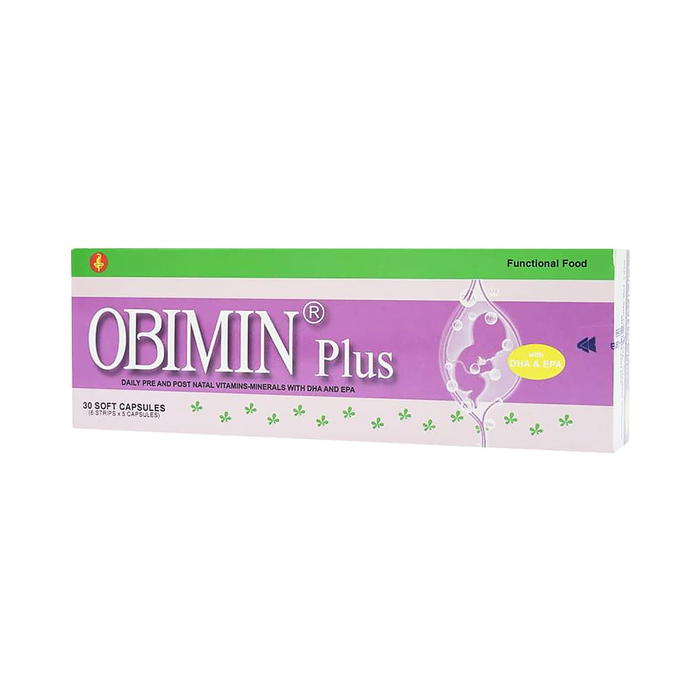 Functional Food
OBIMIN® Plus
with
DHA & EPA
DAILY PRE AND POST NATAL VITAMINS-MINERALS WITH DHA AND EPA
30 SOFT CAPSULES
(6 STRIPS x 5 CAPSULES)